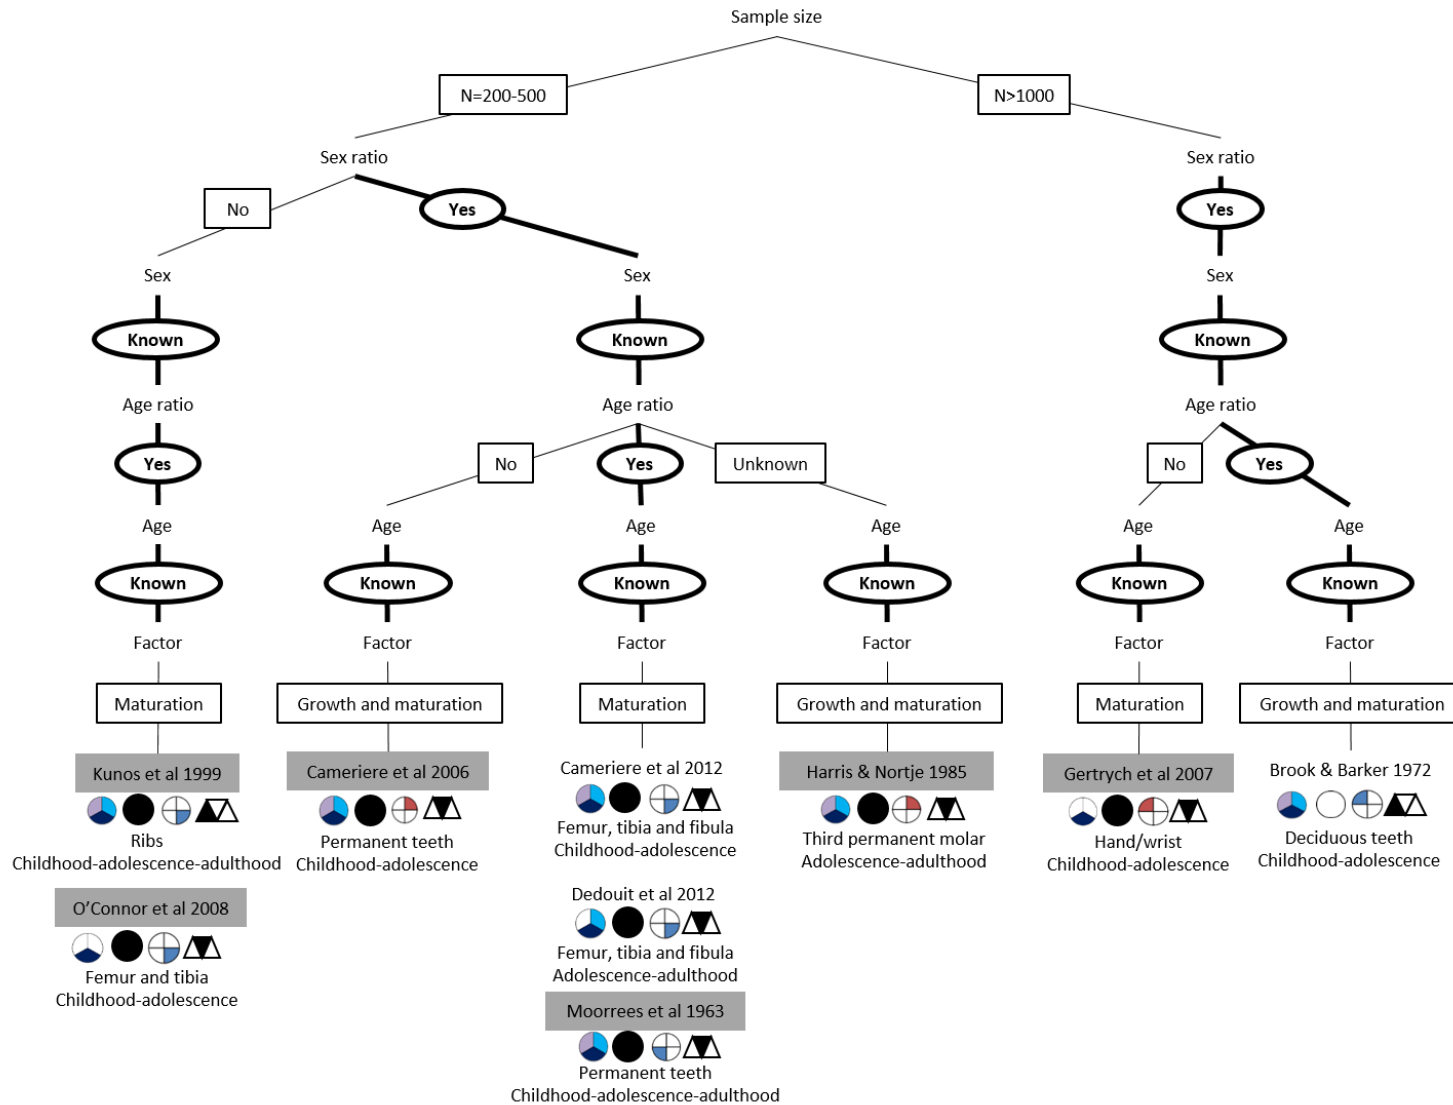 Sample size
N=200-500
N>1000
Sex ratio
Sex ratio
No
Yes
Yes
Sex
Sex
Sex
Known
Known
Known
Age ratio
Age ratio
Age ratio
Yes
No
Yes
Unknown
No
Yes
Age
Age
Age
Age
Age
Age
Known
Known
Known
Known
Known
Known
Factor
Factor
Factor
Factor
Factor
Factor
Maturation
Growth and maturation
Maturation
Growth and maturation
Maturation
Growth and maturation
Kunos et al 1999
Ribs
Childhood-adolescence-adulthood
O’Connor et al 2008
Femur and tibia
Childhood-adolescence
Cameriere et al 2006
Permanent teeth
Childhood-adolescence
Cameriere et al 2012
Femur, tibia and fibula
Childhood-adolescence
Dedouit et al 2012
Femur, tibia and fibula
Adolescence-adulthood
Moorrees et al 1963
Permanent teeth
Childhood-adolescence-adulthood
Harris & Nortje 1985
Third permanent molar
Adolescence-adulthood
Gertrych et al 2007
Hand/wrist
Childhood-adolescence
Brook & Barker 1972
Deciduous teeth
Childhood-adolescence